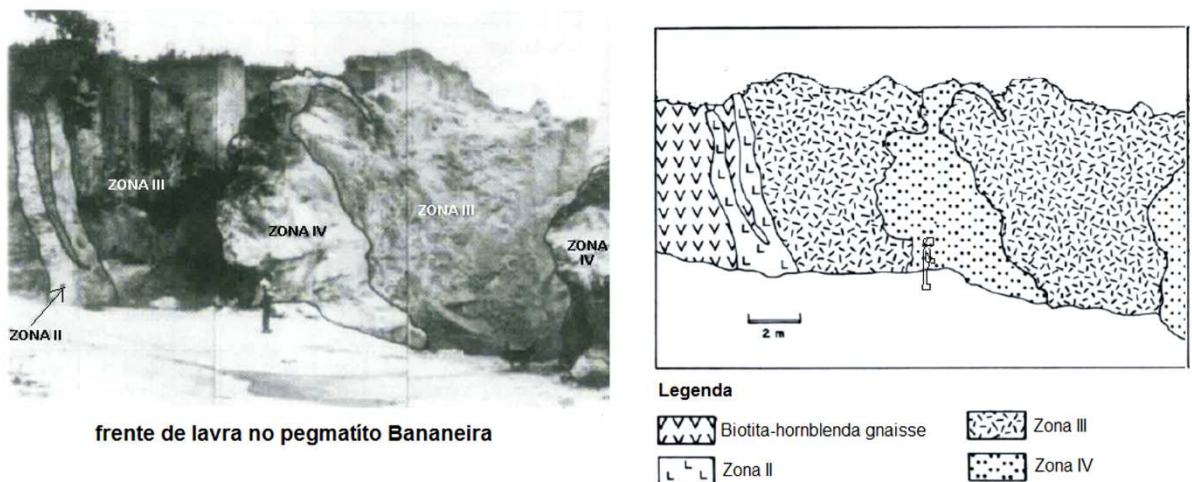 ZONA III
ZONA III
ZONA IV
ZONA IV
ZONA II
frente de lavra no pegmatíto Bananeira
2 m
Legenda
Biotita-hornblenda gnaisse
Zona II
Zona III
Zona IV